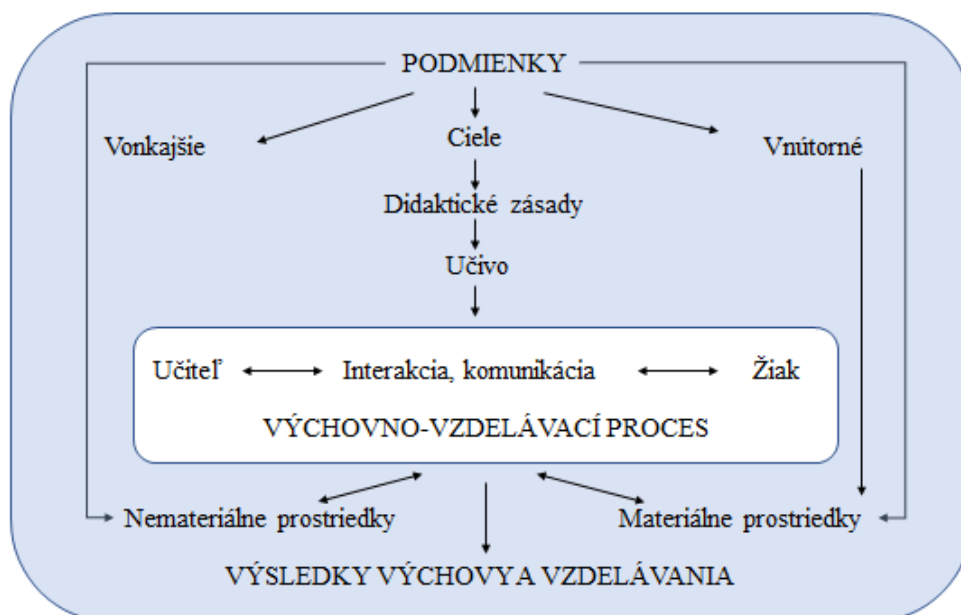 PODMIENKY
Vonkajšie
Ciele
Vnútorné
Didaktické zásady
Učivo
Učiteľ
Interakcia, komunikácia
Žiak
VÝCHOVNO-VZDELÁVACÍ PROCES
Nemateriálne prostriedky
Materiálne prostriedky
VÝSLEDKY VÝCHOVY A VZDELÁVANIA